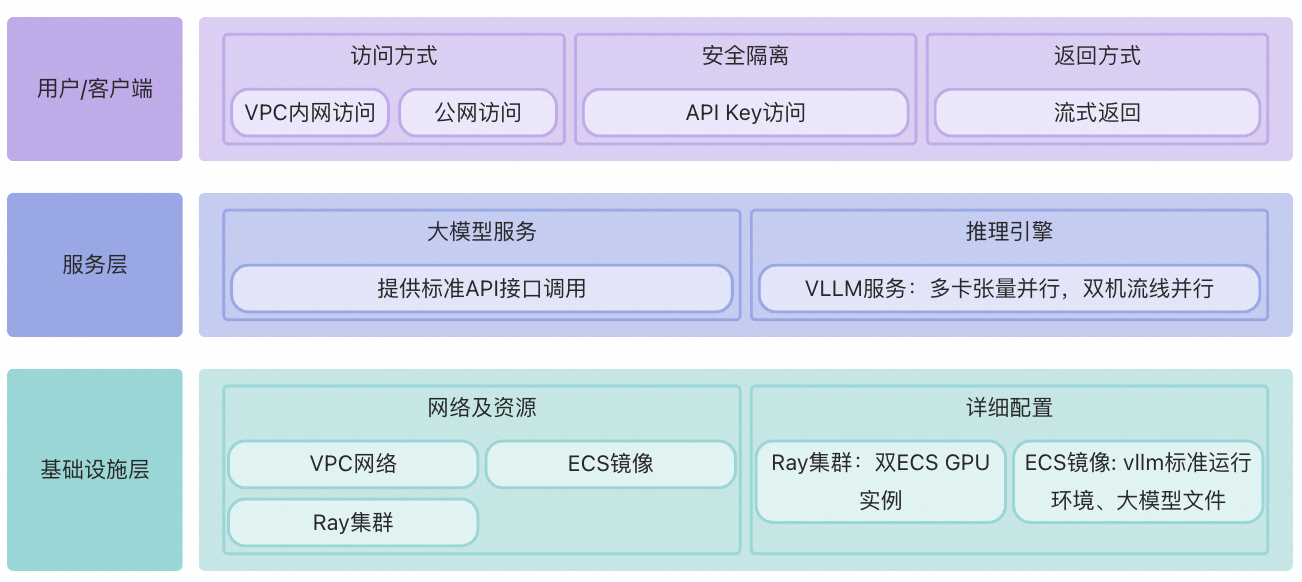 用户/客户端
访问方式
VPC内网访问
公网访问
安全隔离
API Key访问
返回方式
流式返回
服务层
大模型服务
提供标准API接口调用
推理引擎
VLLM服务：多卡张量并行，双机流线并行
基础设施层
网络及资源
VPC网络
ECS镜像
Ray集群
详细配置
Ray集群：双ECS GPU
实例
ECS镜像: vllm标准运行
环境、大模型文件